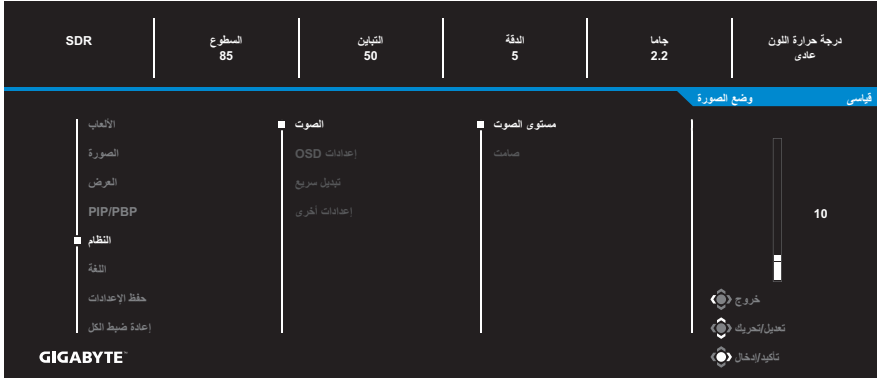 SDR
السطوع
85
التباين
50
الدقة
5
جاما
2.2
درجة حرارة اللون
عادى
وضع الصورة
قياسى
الألعاب
الصورة
العرض
PIP/PBP
النظام
اللغة
حفظ الإعدادات
إعادة ضبط الكل
الصوت
إعدادات OSD
تبديل سريع
إعدادات أخرى
مستوى الصوت
صامت
10
خروج
تعديل/تحريك
تأكيد/إدخال
GIGABYTE™